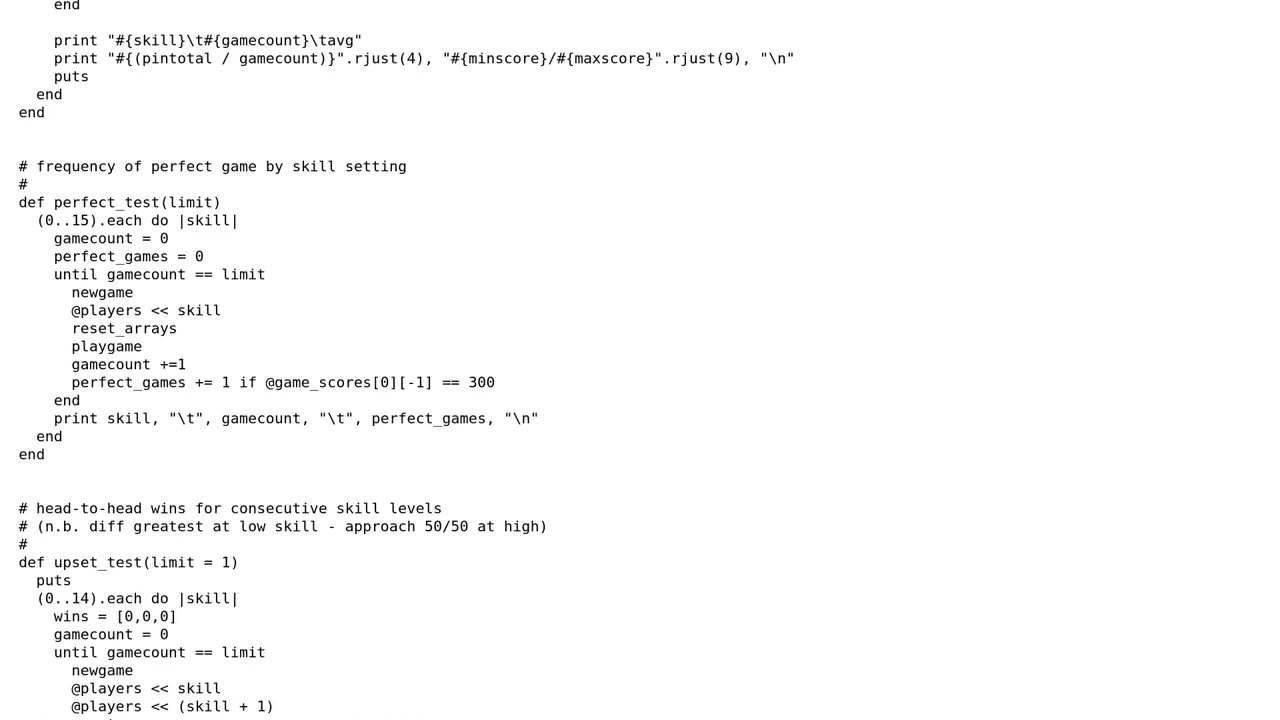 end

    print "#{skill}\t#{gamecount}\tavg"
    print "#{(pintotal / gamecount)}".rjust(4), "#{minscore}/#{maxscore}".rjust(9), "\n"
    puts
  end
end


# frequency of perfect game by skill setting
#
def perfect_test(limit)
  (0..15).each do |skill|
    gamecount = 0
    perfect_games = 0
    until gamecount == limit
      newgame
      @players << skill
      reset_arrays
      playgame
      gamecount +=1
      perfect_games += 1 if @game_scores[0][-1] == 300
    end
    print skill, "\t", gamecount, "\t", perfect_games, "\n"
  end
end


# head-to-head wins for consecutive skill levels
# (n.b. diff greatest at low skill - approach 50/50 at high)
#
def upset_test(limit = 1)
  puts
  (0..14).each do |skill|
    wins = [0,0,0]
    gamecount = 0
    until gamecount == limit
      newgame
      @players << skill
      @players << (skill + 1)